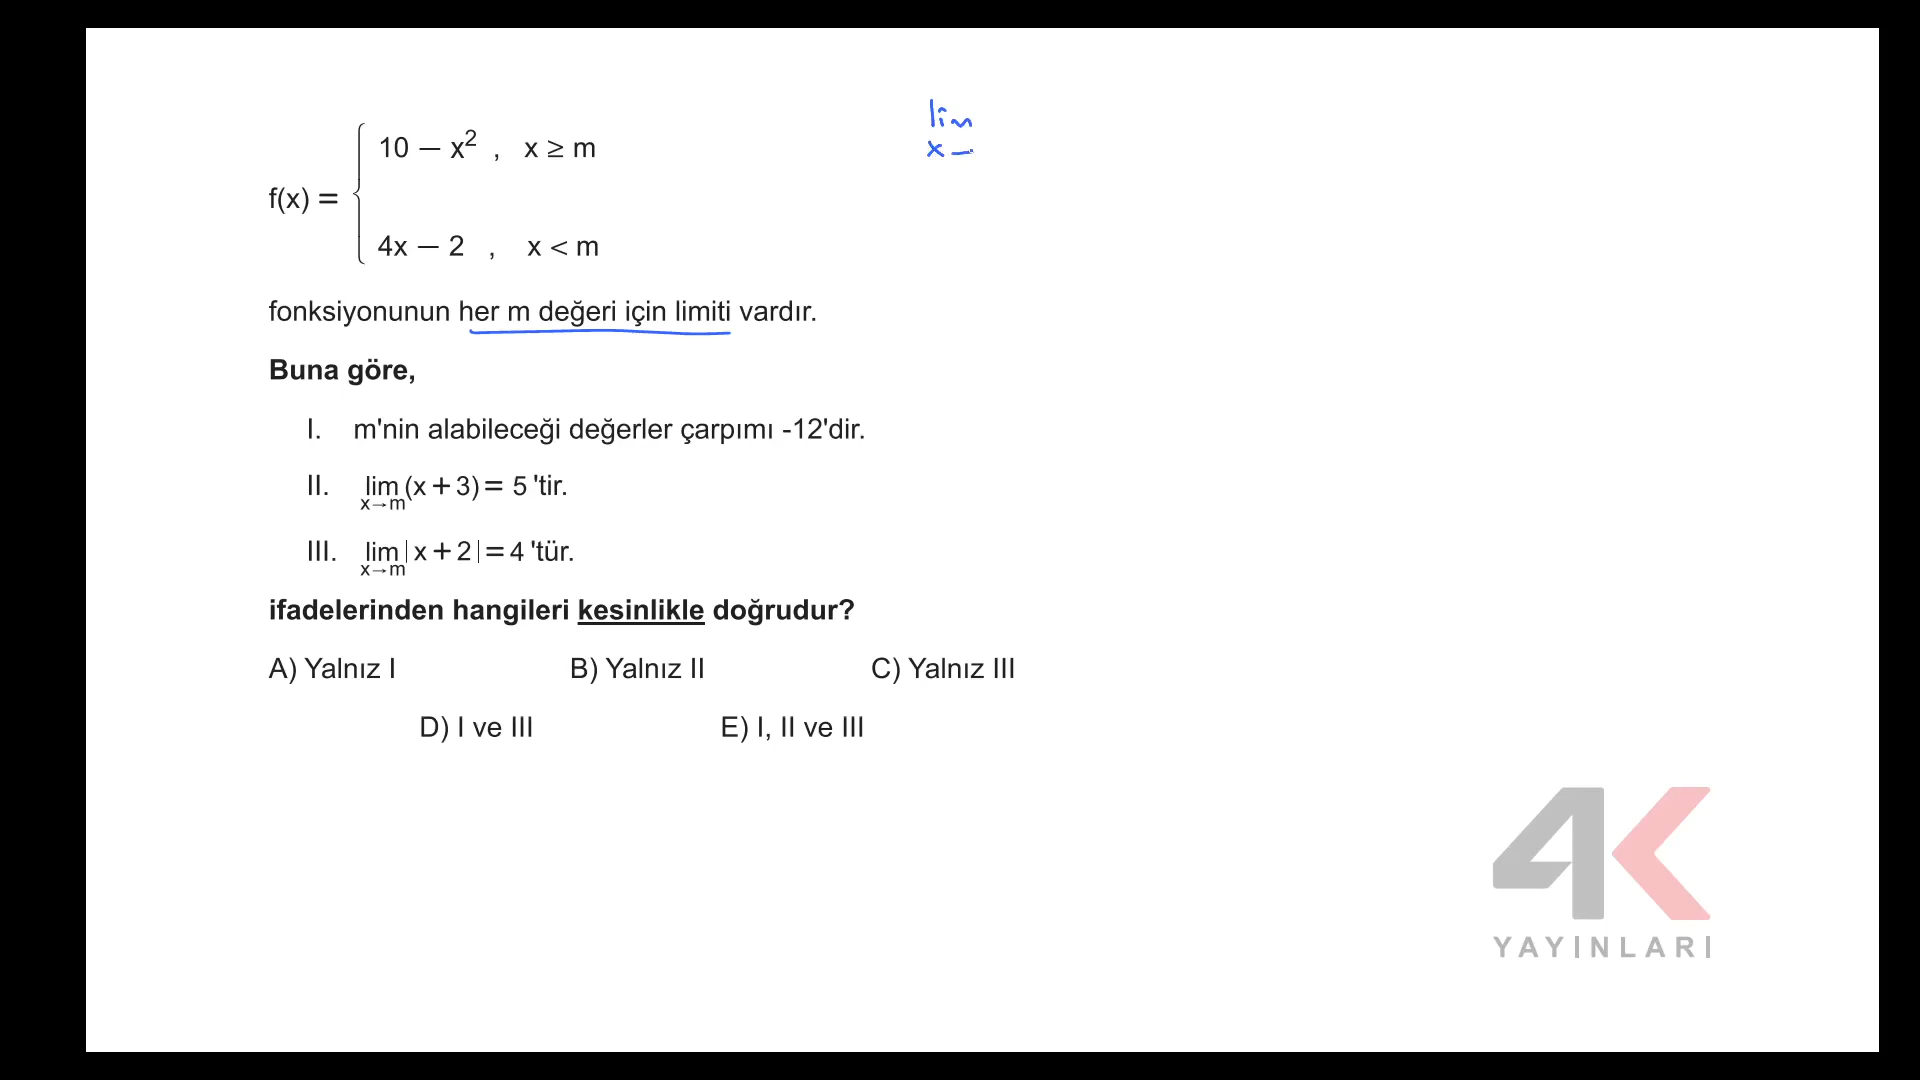 lim
x –
10 – x² , x ≥ m
f(x) =
4x – 2 , x < m
fonksiyonunun her m değeri için limiti vardır.
Buna göre,
I. m'nin alabileceği değerler çarpımı -12'dir.
II. lim (x + 3) = 5 'tir.
x→m
III. lim |x + 2| = 4 'tür.
x→m
ifadelerinden hangileri kesinlikle doğrudur?
A) Yalnız I B) Yalnız II C) Yalnız III
D) I ve III E) I, II ve III
4K
YAYINLARI